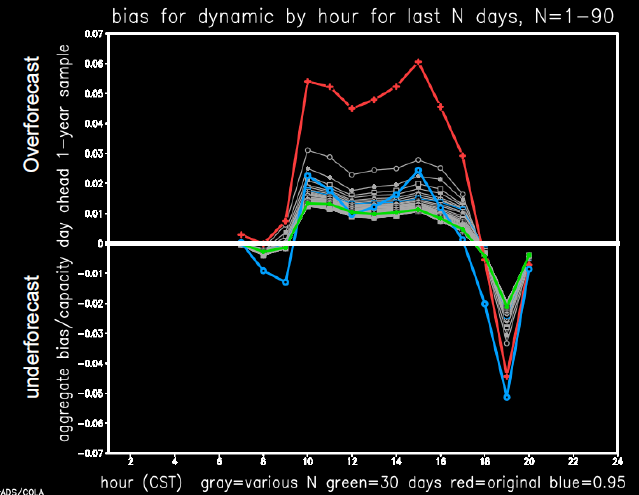 bias for dynamic by hour for last N days, N=1-90
Overforecast
underforecast
aggregate bias/capacity day ahead 1-year sample
0.07
0.06
0.05
0.04
0.03
0.02
0.01
0
-0.01
-0.02
-0.03
-0.04
-0.05
-0.06
-0.07
2 4 6 8 10 12 14 16 18 20 22 24
hour (CST) gray=various N green=30 days red=original blue=0.95
ADS/COLA